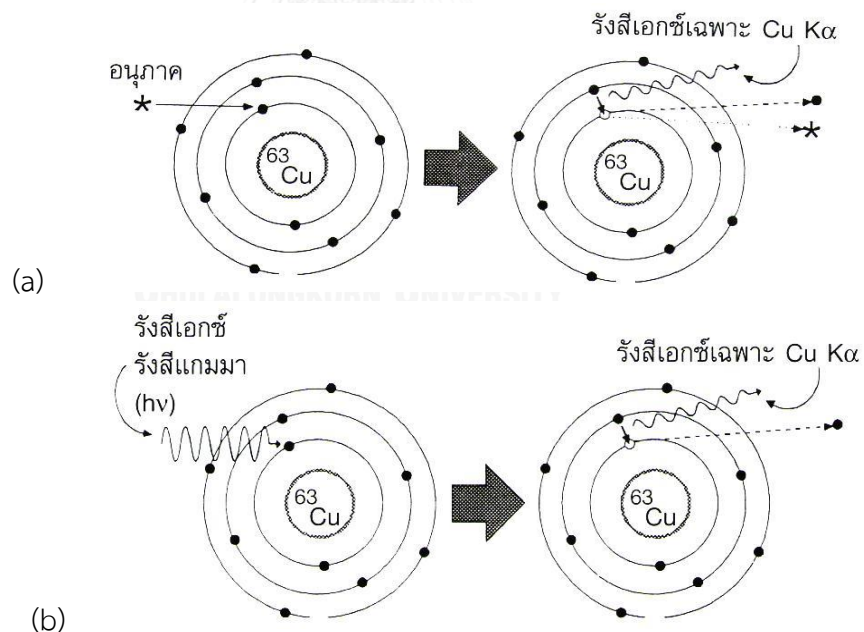 รังสีเอกซ์เฉพาะ Cu Kα
อนุภาค
63
Cu
63
Cu
(a)
รังสีเอกซ์
รังสีแกมมา
(hν)
รังสีเอกซ์เฉพาะ Cu Kα
63
Cu
63
Cu
(b)